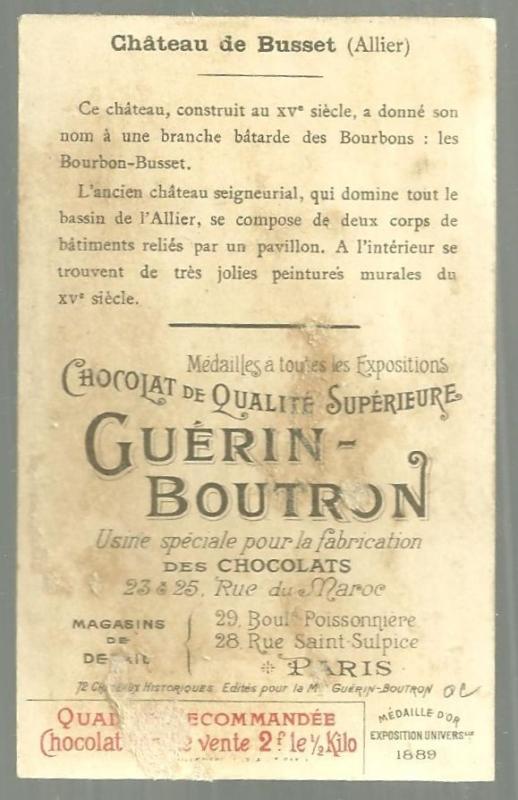 Château de Busset (Allier)
Ce château, construit au XVe siècle, a donné son
nom à une branche bâtarde des Bourbons : les
Bourbon-Busset.
L'ancien château seigneurial, qui domine tout le
bassin de l'Allier, se compose de deux corps de
bâtiments reliés par un pavillon. A l'intérieur se
trouvent de très jolies peintures murales du
XVe siècle.
Médailles à toutes les Expositions
CHOCOLAT DE QUALITÉ SUPÉRIEURE
GUÉRIN-
BOUTRON
Usine spéciale pour la fabrication
DES CHOCOLATS
23 & 25, Rue du Maroc
MAGASINS
DE
29, Bould Poissonnière
28, Rue Saint-Sulpice
PARIS
72 HISTORIQUES Edités pour la Mon GUÉRIN-BOUTRON
RECOMMANDÉE
Chocolat vente 2f le 1/2 Kilo
MÉDAILLE D'OR
EXPOSITION UNIVERSlle
1889